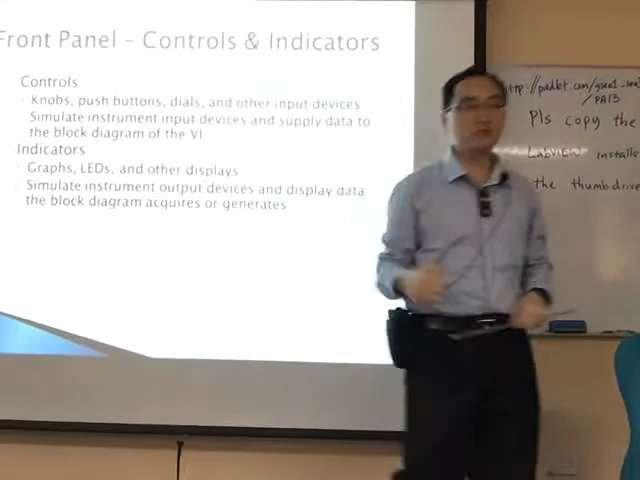 Front Panel – Controls & Indicators
Controls
Knobs, push buttons, dials, and other input devices
Simulate instrument input devices and supply data to
the block diagram of the VI
Indicators
Graphs, LEDs, and other displays
Simulate instrument output devices and display data
the block diagram acquires or generates
/PA13
Pls copy the
LabVIEW installe
the thumbdrive